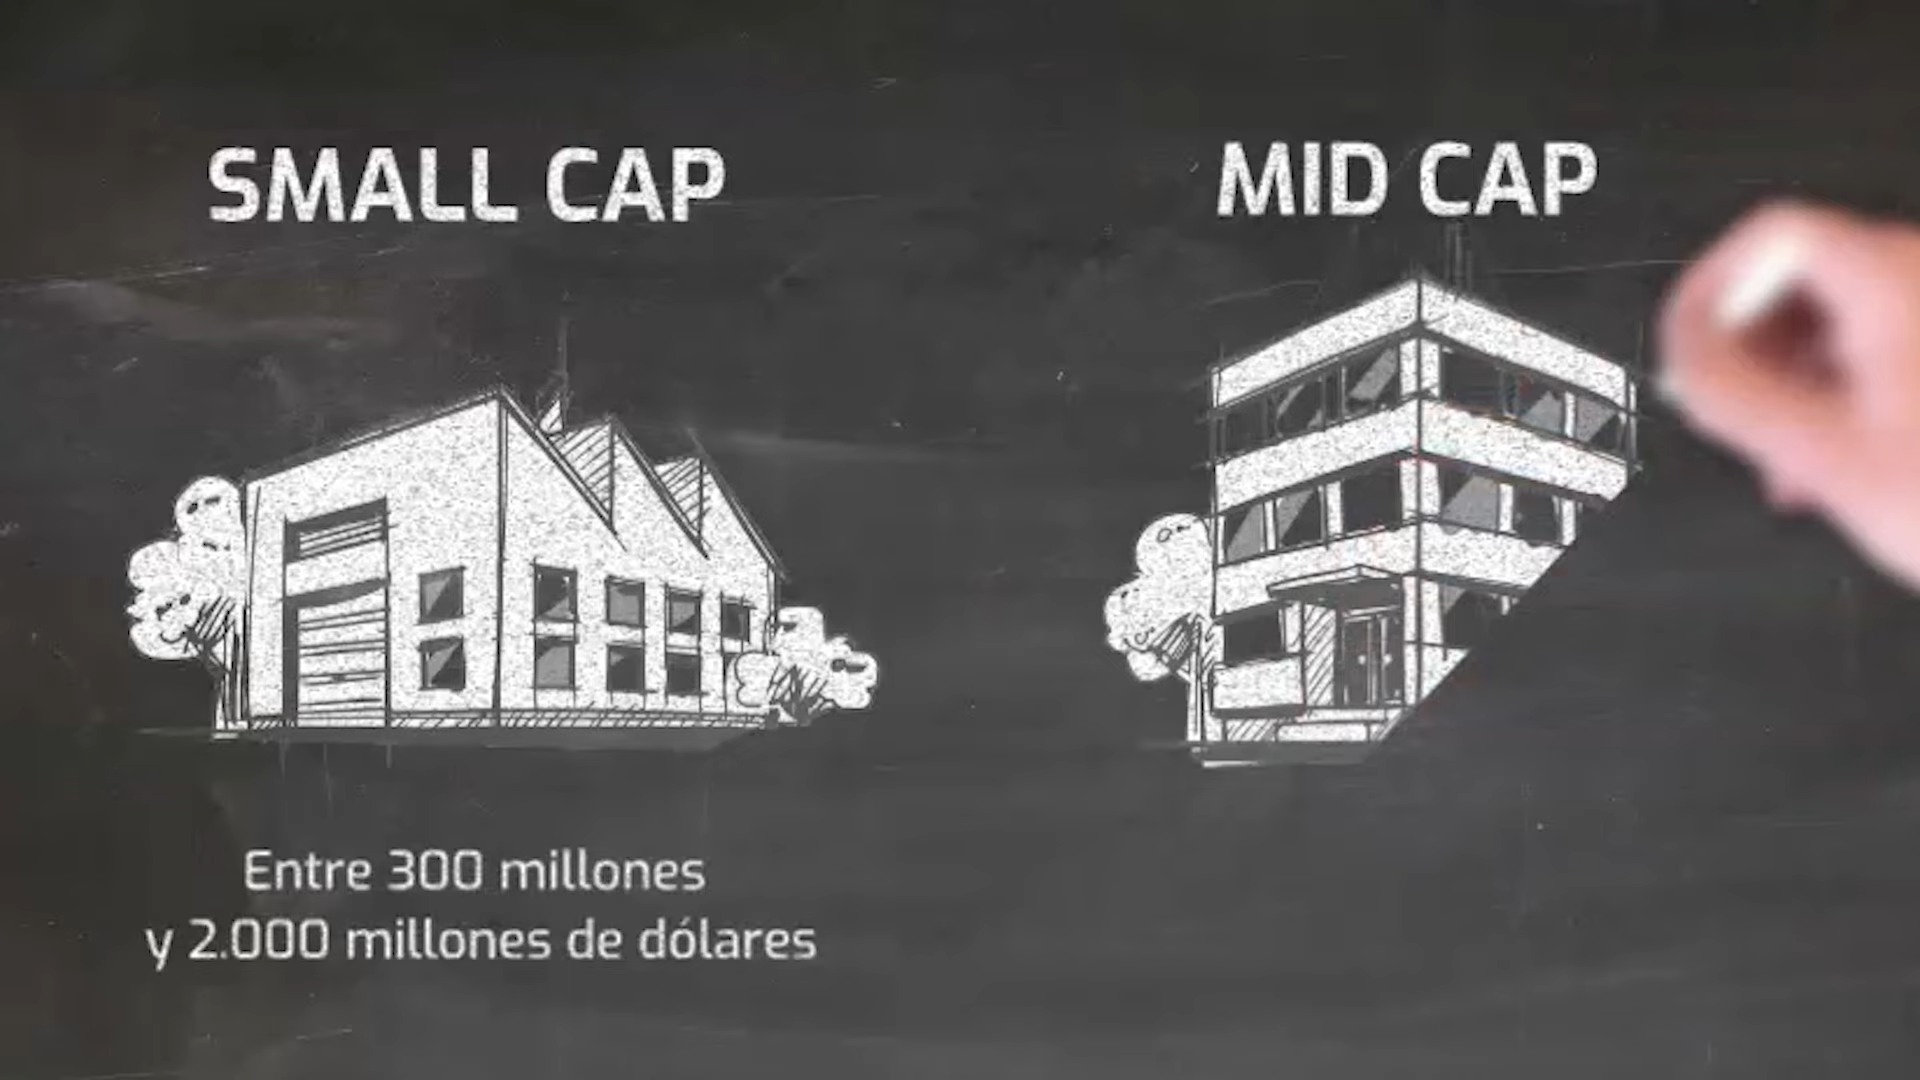 SMALL CAP
MID CAP
Entre 300 millones
y 2.000 millones de dólares